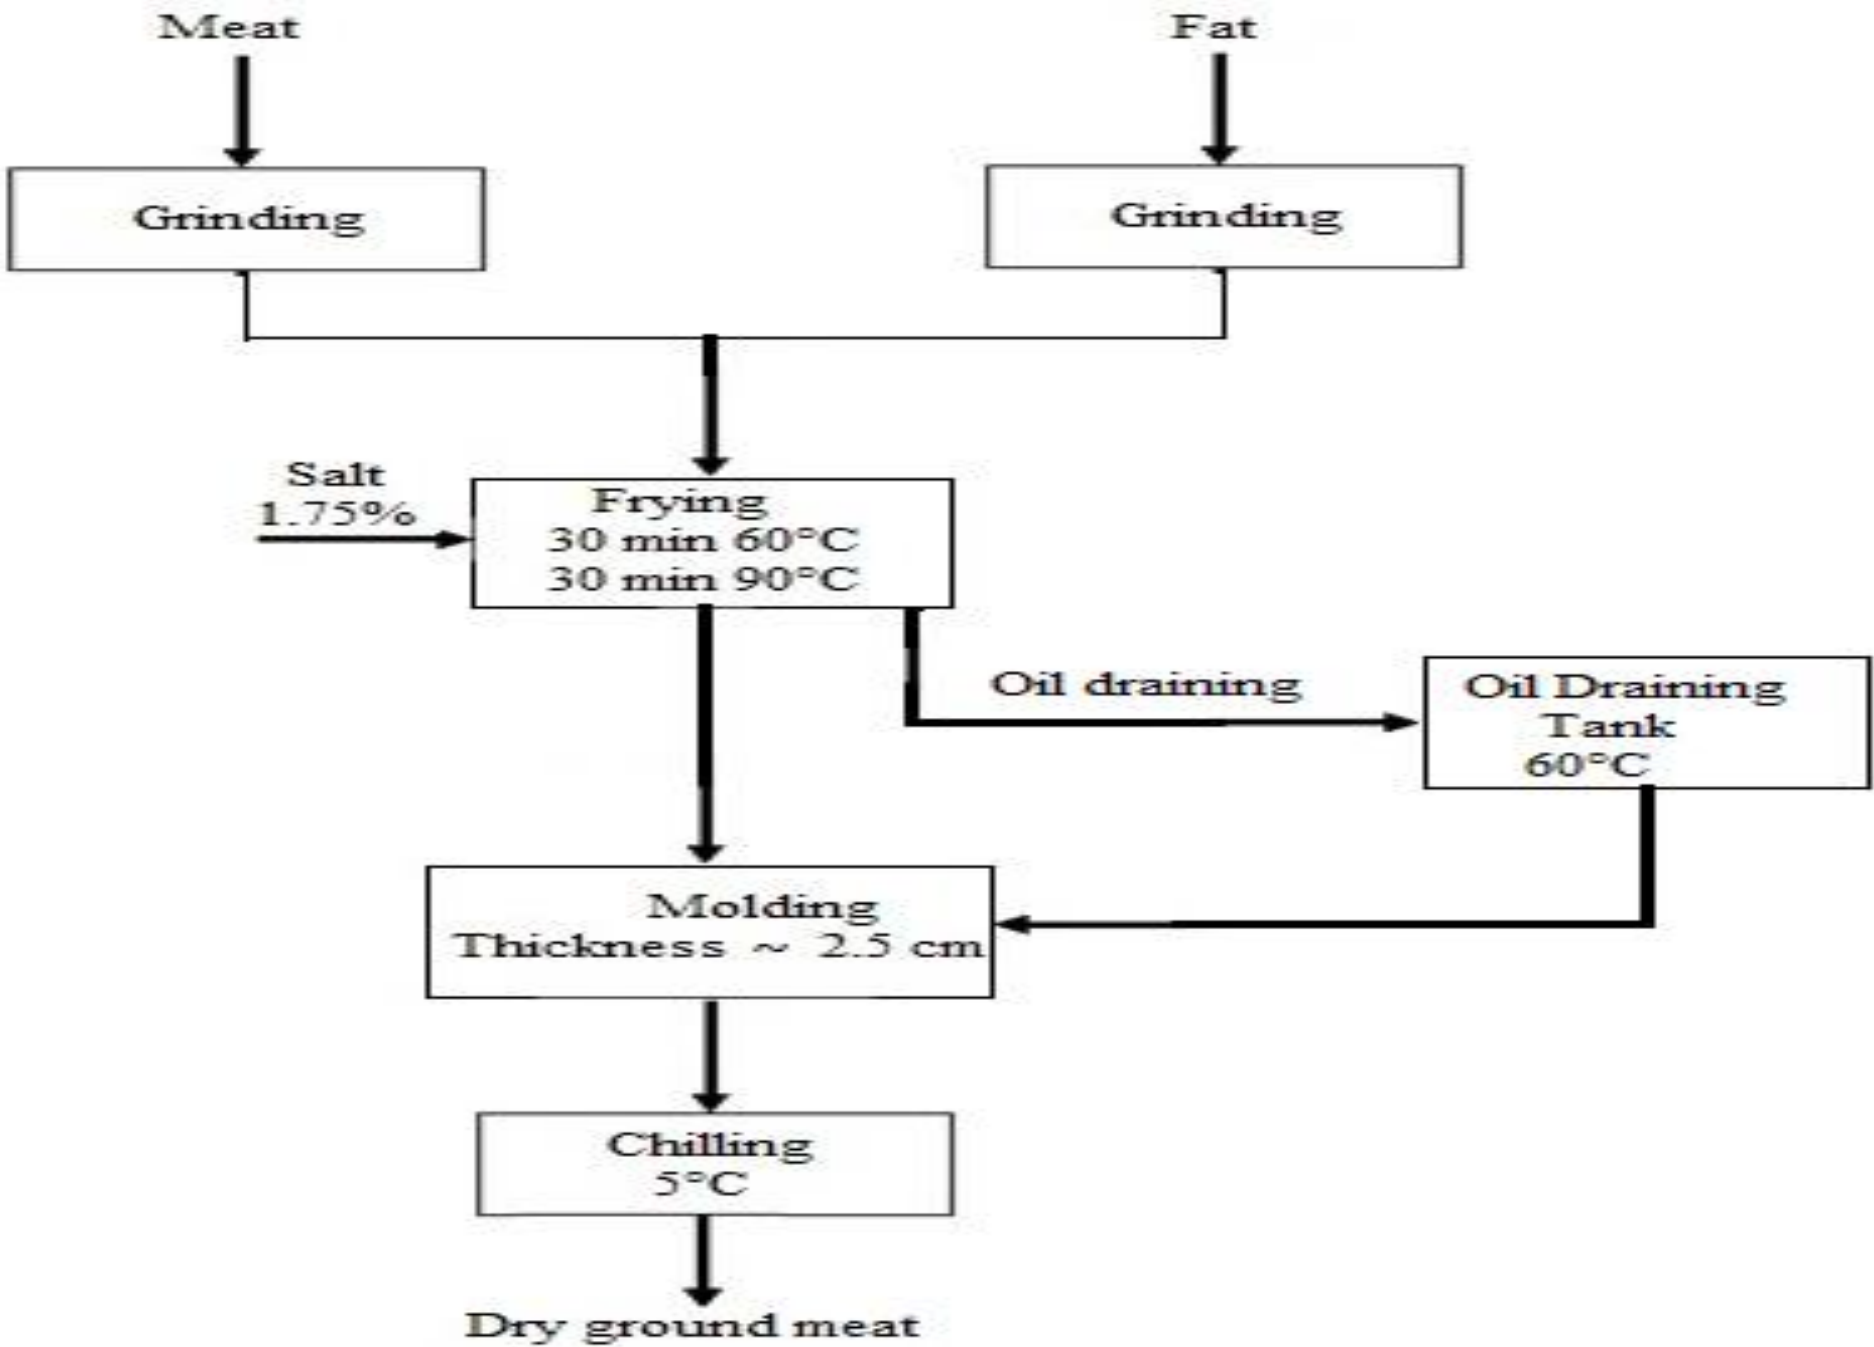 Meat
Fat
Grinding
Grinding
Salt
1.75%
Frying
30 min 60°C
30 min 90°C
Oil draining
Oil Draining
Tank
60°C
Molding
Thickness ~ 2.5 cm
Chilling
5°C
Dry ground meat